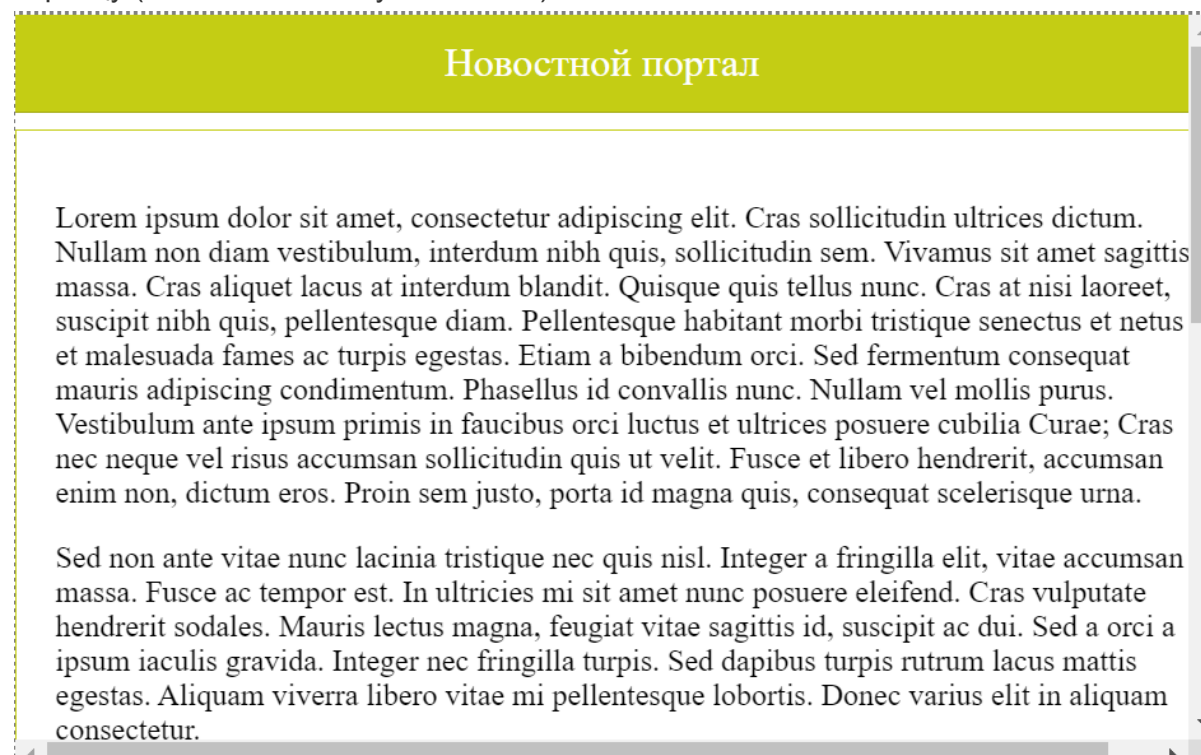 Новостной портал
Lorem ipsum dolor sit amet, consectetur adipiscing elit. Cras sollicitudin ultrices dictum.
Nullam non diam vestibulum, interdum nibh quis, sollicitudin sem. Vivamus sit amet sagittis
massa. Cras aliquet lacus at interdum blandit. Quisque quis tellus nunc. Cras at nisi laoreet,
suscipit nibh quis, pellentesque diam. Pellentesque habitant morbi tristique senectus et netus
et malesuada fames ac turpis egestas. Etiam a bibendum orci. Sed fermentum consequat
mauris adipiscing condimentum. Phasellus id convallis nunc. Nullam vel mollis purus.
Vestibulum ante ipsum primis in faucibus orci luctus et ultrices posuere cubilia Curae; Cras
nec neque vel risus accumsan sollicitudin quis ut velit. Fusce et libero hendrerit, accumsan
enim non, dictum eros. Proin sem justo, porta id magna quis, consequat scelerisque urna.
Sed non ante vitae nunc lacinia tristique nec quis nisl. Integer a fringilla elit, vitae accumsan
massa. Fusce ac tempor est. In ultricies mi sit amet nunc posuere eleifend. Cras vulputate
hendrerit sodales. Mauris lectus magna, feugiat vitae sagittis id, suscipit ac dui. Sed a orci a
ipsum iaculis gravida. Integer nec fringilla turpis. Sed dapibus turpis rutrum lacus mattis
egestas. Aliquam viverra libero vitae mi pellentesque lobortis. Donec varius elit in aliquam
consectetur.